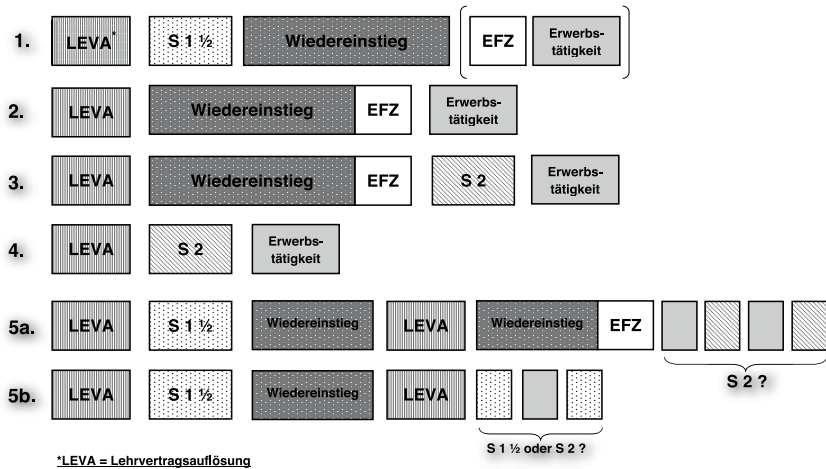 1. LEVA* S 1 ½ Wiedereinstieg EFZ Erwerbs-
tätigkeit
2. LEVA Wiedereinstieg EFZ Erwerbs-
tätigkeit
3. LEVA Wiedereinstieg EFZ S 2 Erwerbs-
tätigkeit
4. LEVA S 2 Erwerbs-
tätigkeit
5a. LEVA S 1 ½ Wiedereinstieg LEVA Wiedereinstieg EFZ
S 2 ?
5b. LEVA S 1 ½ Wiedereinstieg LEVA
S 1 ½ oder S 2 ?
*LEVA = Lehrvertragsauflösung